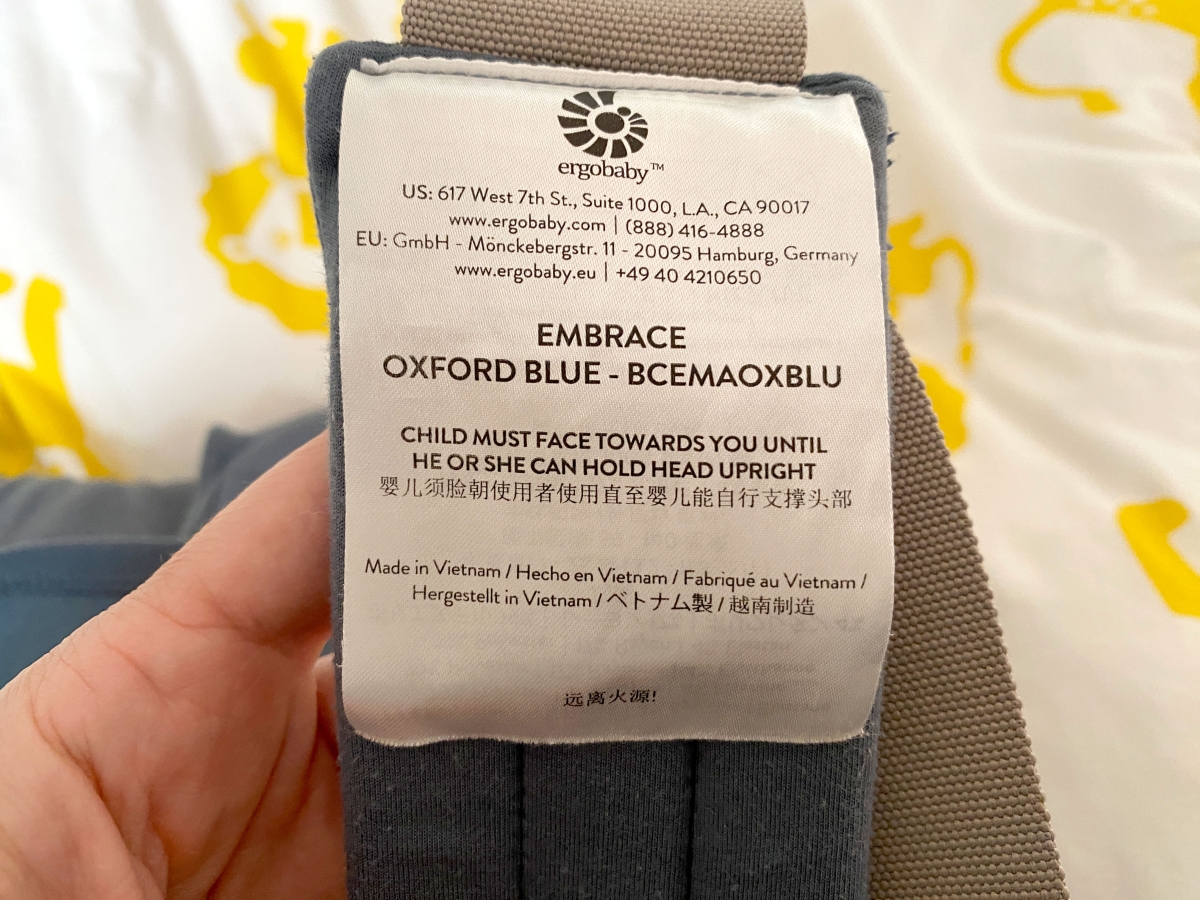 ergobaby™
US: 617 West 7th St., Suite 1000, L.A., CA 90017
www.ergobaby.com | (888) 416-4888
EU: GmbH - Mönckebergstr. 11 - 20095 Hamburg, Germany
www.ergobaby.eu | +49 40 4210650
EMBRACE
OXFORD BLUE - BCEMAOXBLU
CHILD MUST FACE TOWARDS YOU UNTIL
HE OR SHE CAN HOLD HEAD UPRIGHT
婴儿须脸朝使用者使用直至婴儿能自行支撑头部
Made in Vietnam / Hecho en Vietnam / Fabriqué au Vietnam /
Hergestellt in Vietnam / ベトナム製 / 越南制造
远离火源!